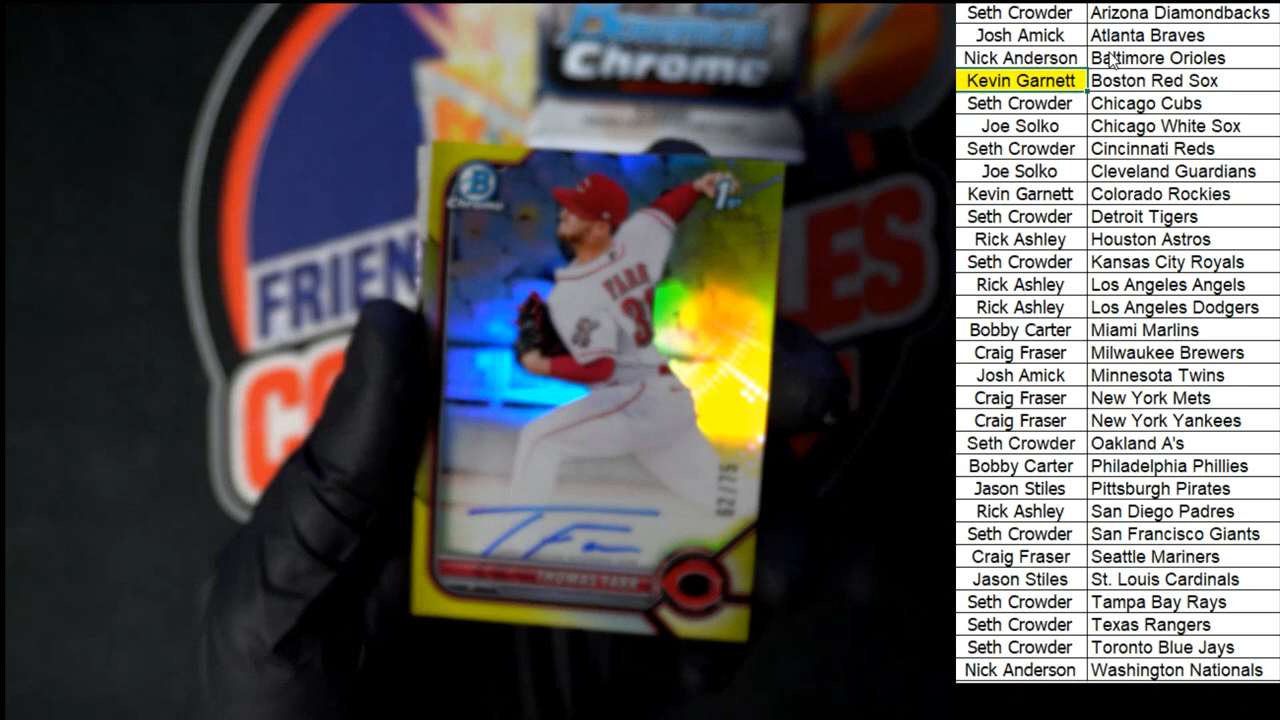 Chrome
B
Chrome
1ST
FARR
FRIEN
LES
CO
62/75
THOMAS FARR
Seth Crowder Arizona Diamondbacks
Josh Amick Atlanta Braves
Nick Anderson Baltimore Orioles
Kevin Garnett Boston Red Sox
Seth Crowder Chicago Cubs
Joe Solko Chicago White Sox
Seth Crowder Cincinnati Reds
Joe Solko Cleveland Guardians
Kevin Garnett Colorado Rockies
Seth Crowder Detroit Tigers
Rick Ashley Houston Astros
Seth Crowder Kansas City Royals
Rick Ashley Los Angeles Angels
Rick Ashley Los Angeles Dodgers
Bobby Carter Miami Marlins
Craig Fraser Milwaukee Brewers
Josh Amick Minnesota Twins
Craig Fraser New York Mets
Craig Fraser New York Yankees
Seth Crowder Oakland A's
Bobby Carter Philadelphia Phillies
Jason Stiles Pittsburgh Pirates
Rick Ashley San Diego Padres
Seth Crowder San Francisco Giants
Craig Fraser Seattle Mariners
Jason Stiles St. Louis Cardinals
Seth Crowder Tampa Bay Rays
Seth Crowder Texas Rangers
Seth Crowder Toronto Blue Jays
Nick Anderson Washington Nationals